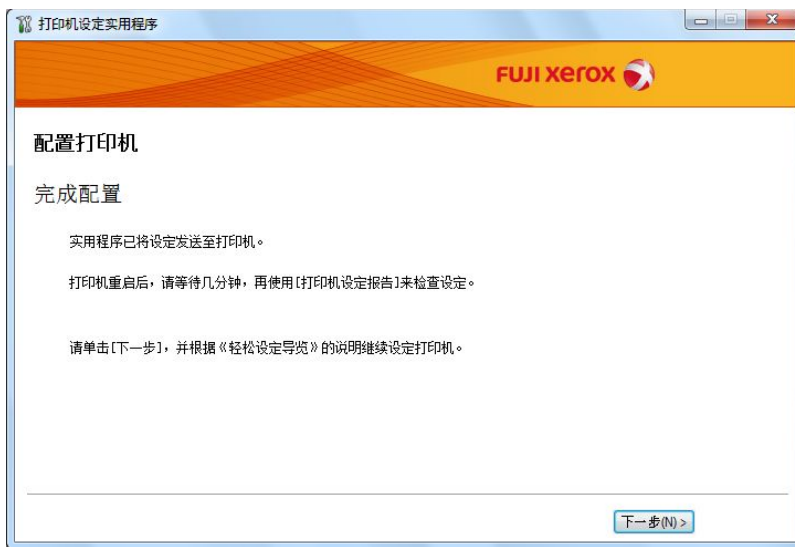 打印机设定实用程序
FUJI xerox
配置打印机
完成配置
实用程序已将设定发送至打印机。
打印机重启后，请等待几分钟，再使用[打印机设定报告]来检查设定。
请单击[下一步]，并根据《轻松设定导览》的说明继续设定打印机。
下一步(N) >